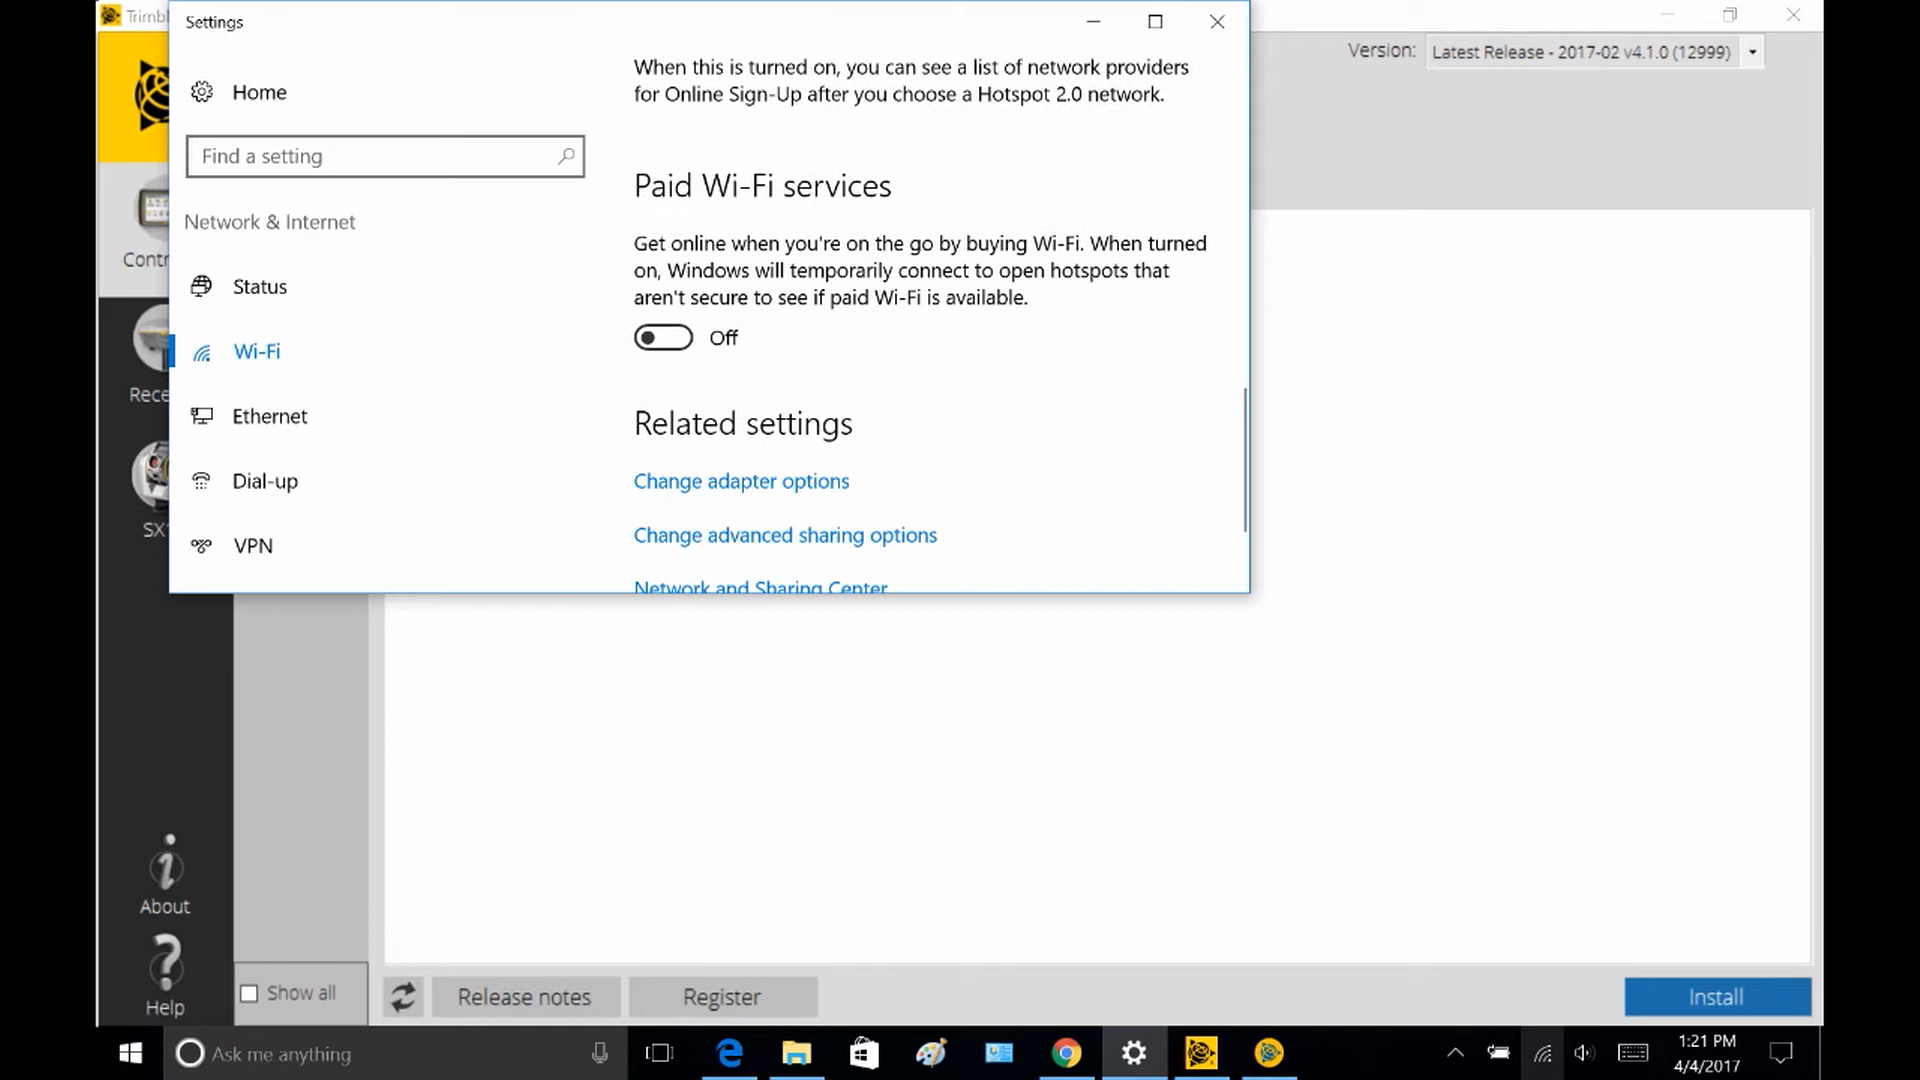 Trimbl
Settings
Home
Find a setting
Network & Internet
Status
Wi-Fi
Ethernet
Dial-up
VPN
When this is turned on, you can see a list of network providers
for Online Sign-Up after you choose a Hotspot 2.0 network.
Paid Wi-Fi services
Get online when you're on the go by buying Wi-Fi. When turned
on, Windows will temporarily connect to open hotspots that
aren't secure to see if paid Wi-Fi is available.
Off
Related settings
Change adapter options
Change advanced sharing options
Network and Sharing Center
Version: Latest Release - 2017-02 v4.1.0 (12999)
Contr
Rece
SX
About
Help
Show all
Release notes
Register
Install
Ask me anything
1:21 PM
4/4/2017